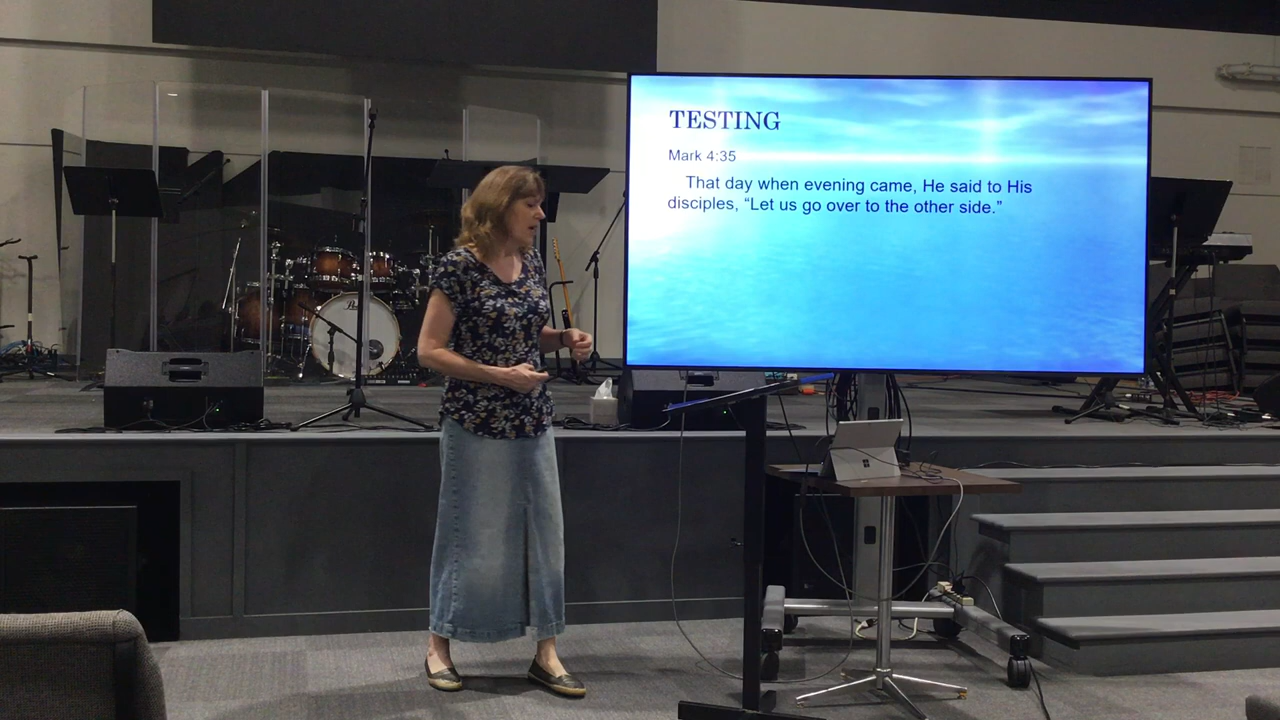 TESTING
Mark 4:35
That day when evening came, He said to His
disciples, “Let us go over to the other side.”